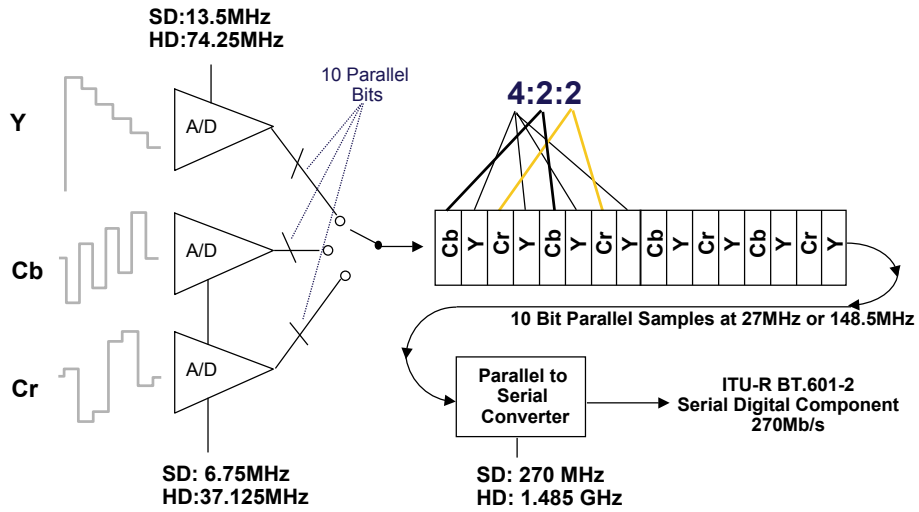 SD:13.5MHz
HD:74.25MHz
10 Parallel
Bits
4:2:2
Y
A/D
Cb
A/D
Cr
A/D
Cb Y Cr Y Cb Y Cr Y Cb Y Cr Y Cb Y Cr Y
10 Bit Parallel Samples at 27MHz or 148.5MHz
Parallel to
Serial
Converter
ITU-R BT.601-2
Serial Digital Component
270Mb/s
SD: 6.75MHz
HD:37.125MHz
SD: 270 MHz
HD: 1.485 GHz